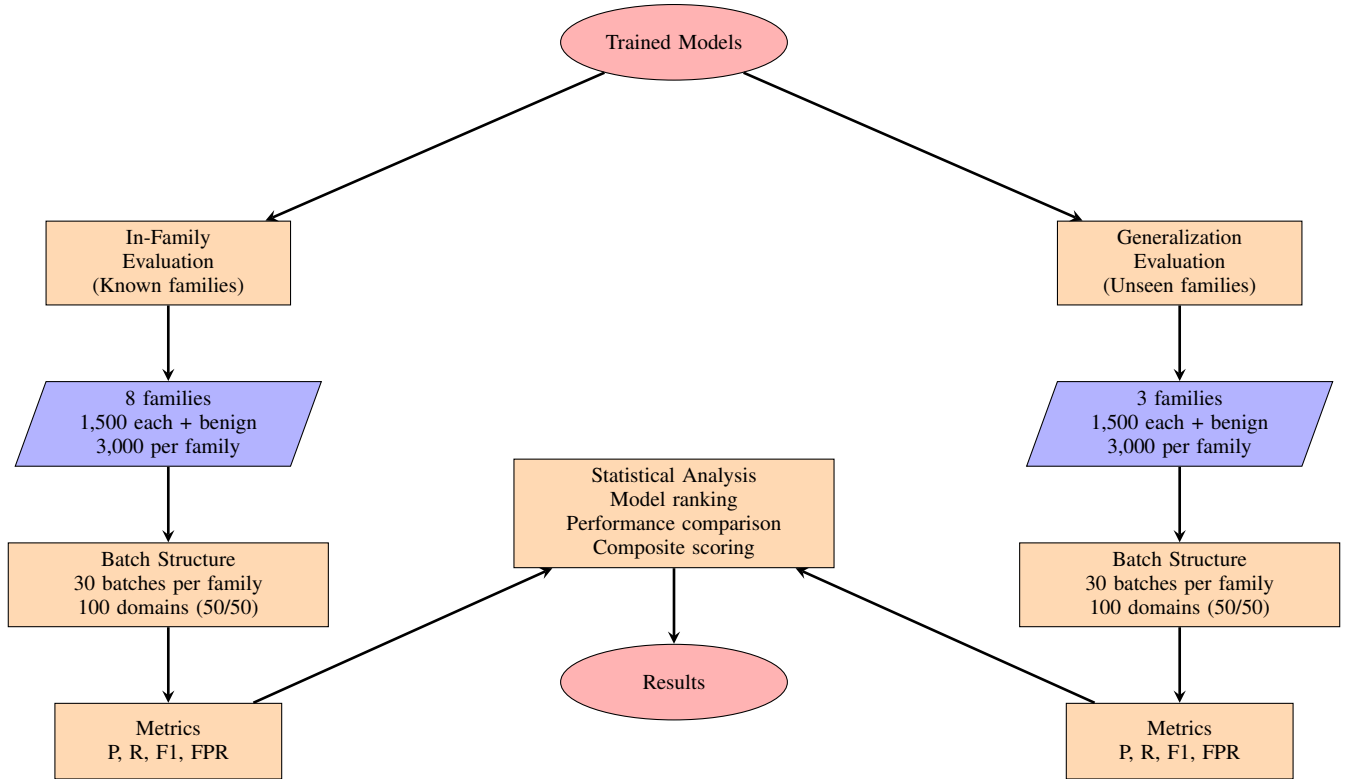 Trained Models
In-Family
Evaluation
(Known families)
Generalization
Evaluation
(Unseen families)
8 families
1,500 each + benign
3,000 per family
3 families
1,500 each + benign
3,000 per family
Statistical Analysis
Model ranking
Performance comparison
Composite scoring
Batch Structure
30 batches per family
100 domains (50/50)
Batch Structure
30 batches per family
100 domains (50/50)
Results
Metrics
P, R, F1, FPR
Metrics
P, R, F1, FPR